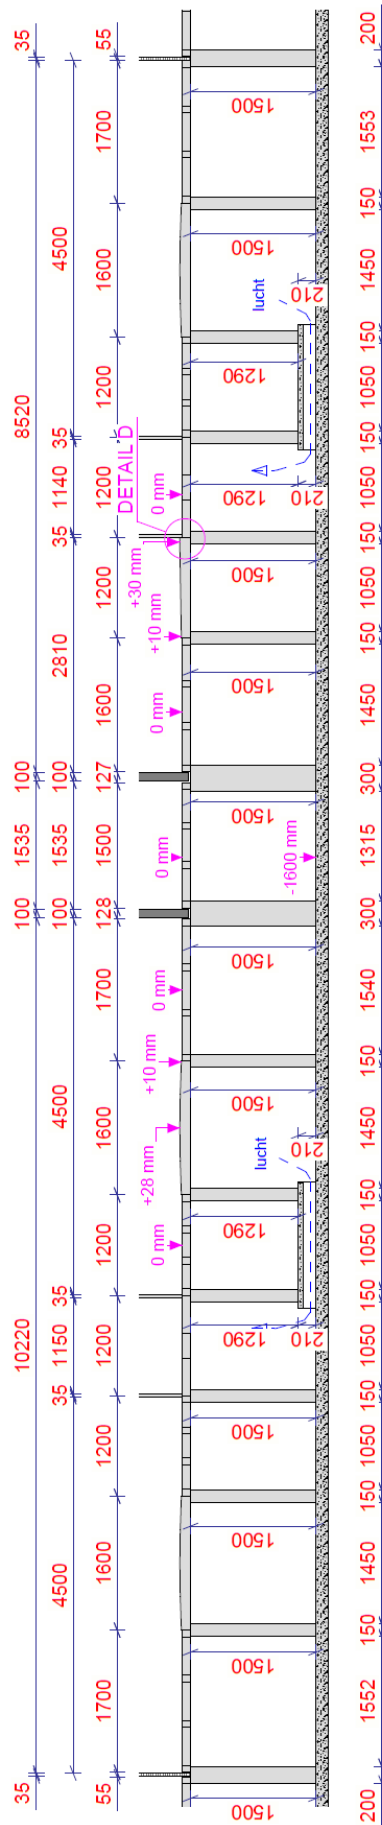 35 10220 100 1535 100 8520 35
4500 35 1150 35 4500 100 1535 100 2810 35 1140 35 4500
55 1700 1600 1200 1200 1200 1600 1700 128 1500 127 1600 1200 1200 1200 1600 1700 55
DETAIL D
+28 mm +10 mm +10 mm +30 mm
0 mm 0 mm 0 mm 0 mm 0 mm
1500 1500 1500 1500 1290 1290 1500 1500 1500 1500 1500 1290 1290 1500 1500
lucht -1600 mm lucht
210 210 210 210
200 1552 150 1450 150 1050 150 1050 150 1050 150 1450 150 1540 300 1315 300 1450 150 1050 150 1050 150 1050 150 1450 150 1553 200